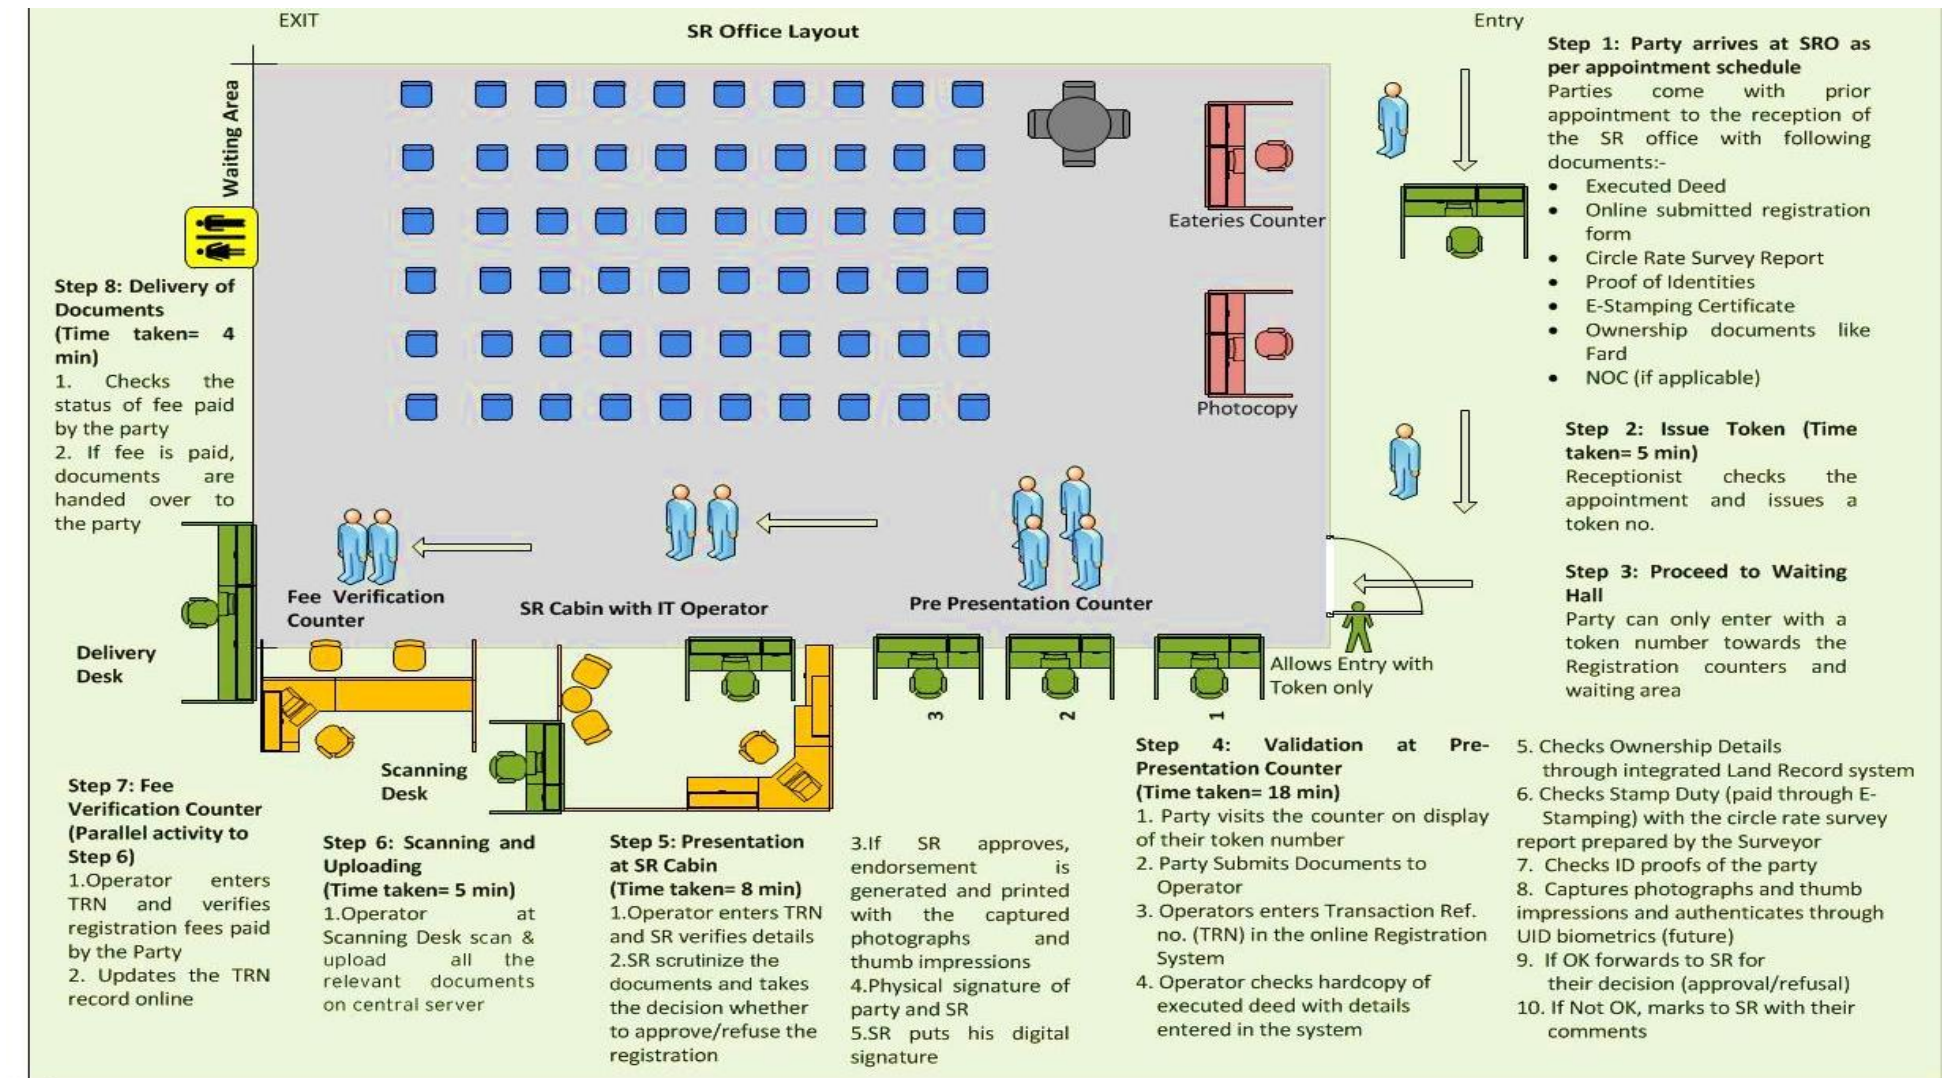 EXIT
SR Office Layout
Entry
Waiting Area
Eateries Counter
Photocopy
Step 1: Party arrives at SRO as
per appointment schedule
Parties come with prior
appointment to the reception of
the SR office with following
documents:-
• Executed Deed
• Online submitted registration
form
• Circle Rate Survey Report
• Proof of Identities
• E-Stamping Certificate
• Ownership documents like
Fard
• NOC (if applicable)
Step 2: Issue Token (Time
taken= 5 min)
Receptionist checks the
appointment and issues a
token no.
Step 3: Proceed to Waiting
Hall
Party can only enter with a
token number towards the
Registration counters and
waiting area
Allows Entry with
Token only
Pre Presentation Counter
SR Cabin with IT Operator
Fee Verification
Counter
1
2
3
Step 4: Validation at Pre-
Presentation Counter
(Time taken= 18 min)
1. Party visits the counter on display
of their token number
2. Party Submits Documents to
Operator
3. Operators enters Transaction Ref.
no. (TRN) in the online Registration
System
4. Operator checks hardcopy of
executed deed with details
entered in the system
5. Checks Ownership Details
through integrated Land Record system
6. Checks Stamp Duty (paid through E-
Stamping) with the circle rate survey
report prepared by the Surveyor
7. Checks ID proofs of the party
8. Captures photographs and thumb
impressions and authenticates through
UID biometrics (future)
9. If OK forwards to SR for
their decision (approval/refusal)
10. If Not OK, marks to SR with their
comments
Step 5: Presentation
at SR Cabin
(Time taken= 8 min)
1.Operator enters TRN
and SR verifies details
2.SR scrutinize the
documents and takes
the decision whether
to approve/refuse the
registration
3.If SR approves,
endorsement is
generated and printed
with the captured
photographs and
thumb impressions
4.Physical signature of
party and SR
5.SR puts his digital
signature
Scanning
Desk
Step 6: Scanning and
Uploading
(Time taken= 5 min)
1.Operator at
Scanning Desk scan &
upload all the
relevant documents
on central server
Step 7: Fee
Verification Counter
(Parallel activity to
Step 6)
1.Operator enters
TRN and verifies
registration fees paid
by the Party
2. Updates the TRN
record online
Delivery
Desk
Step 8: Delivery of
Documents
(Time taken= 4
min)
1. Checks the
status of fee paid
by the party
2. If fee is paid,
documents are
handed over to
the party